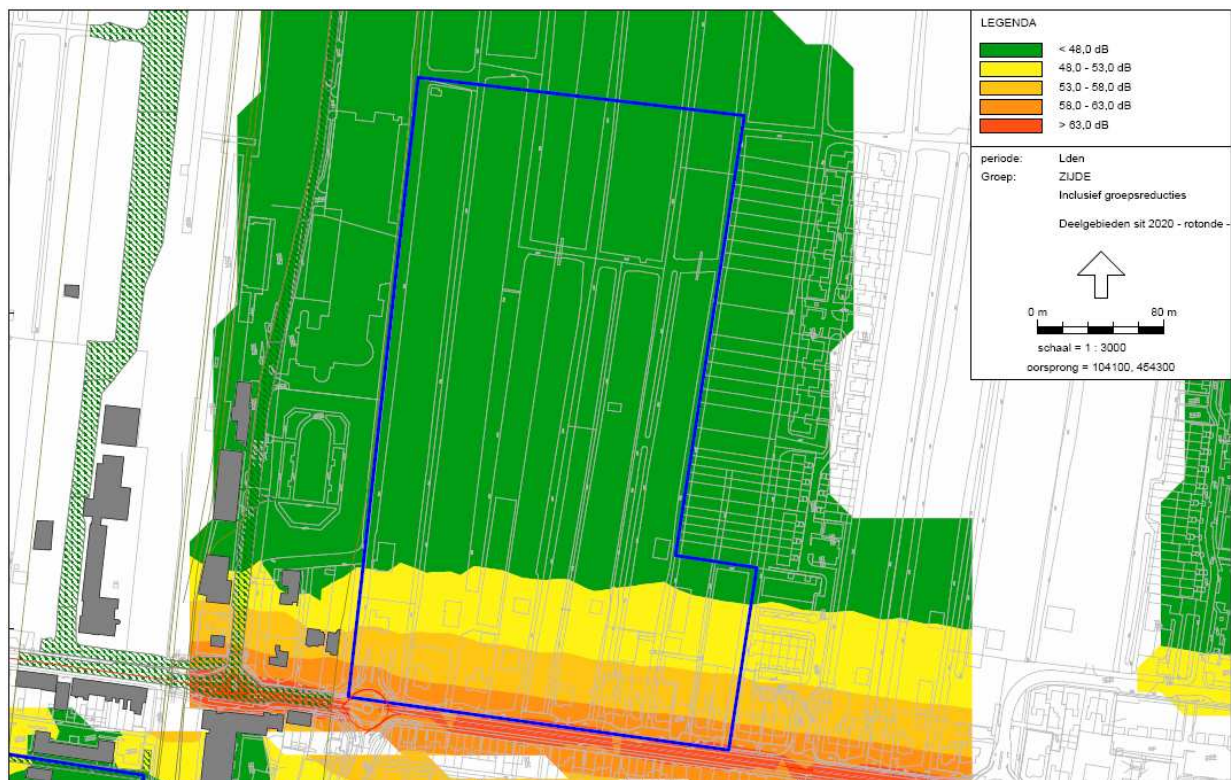 LEGENDA
< 48,0 dB
48,0 - 53,0 dB
53,0 - 58,0 dB
58,0 - 63,0 dB
> 63,0 dB
periode: Lden
Groep: ZIJDE
Inclusief groepsreducties
Deelgebieden sit 2020 - rotonde -
0 m 80 m
schaal = 1 : 3000
oorsprong = 104100, 454300